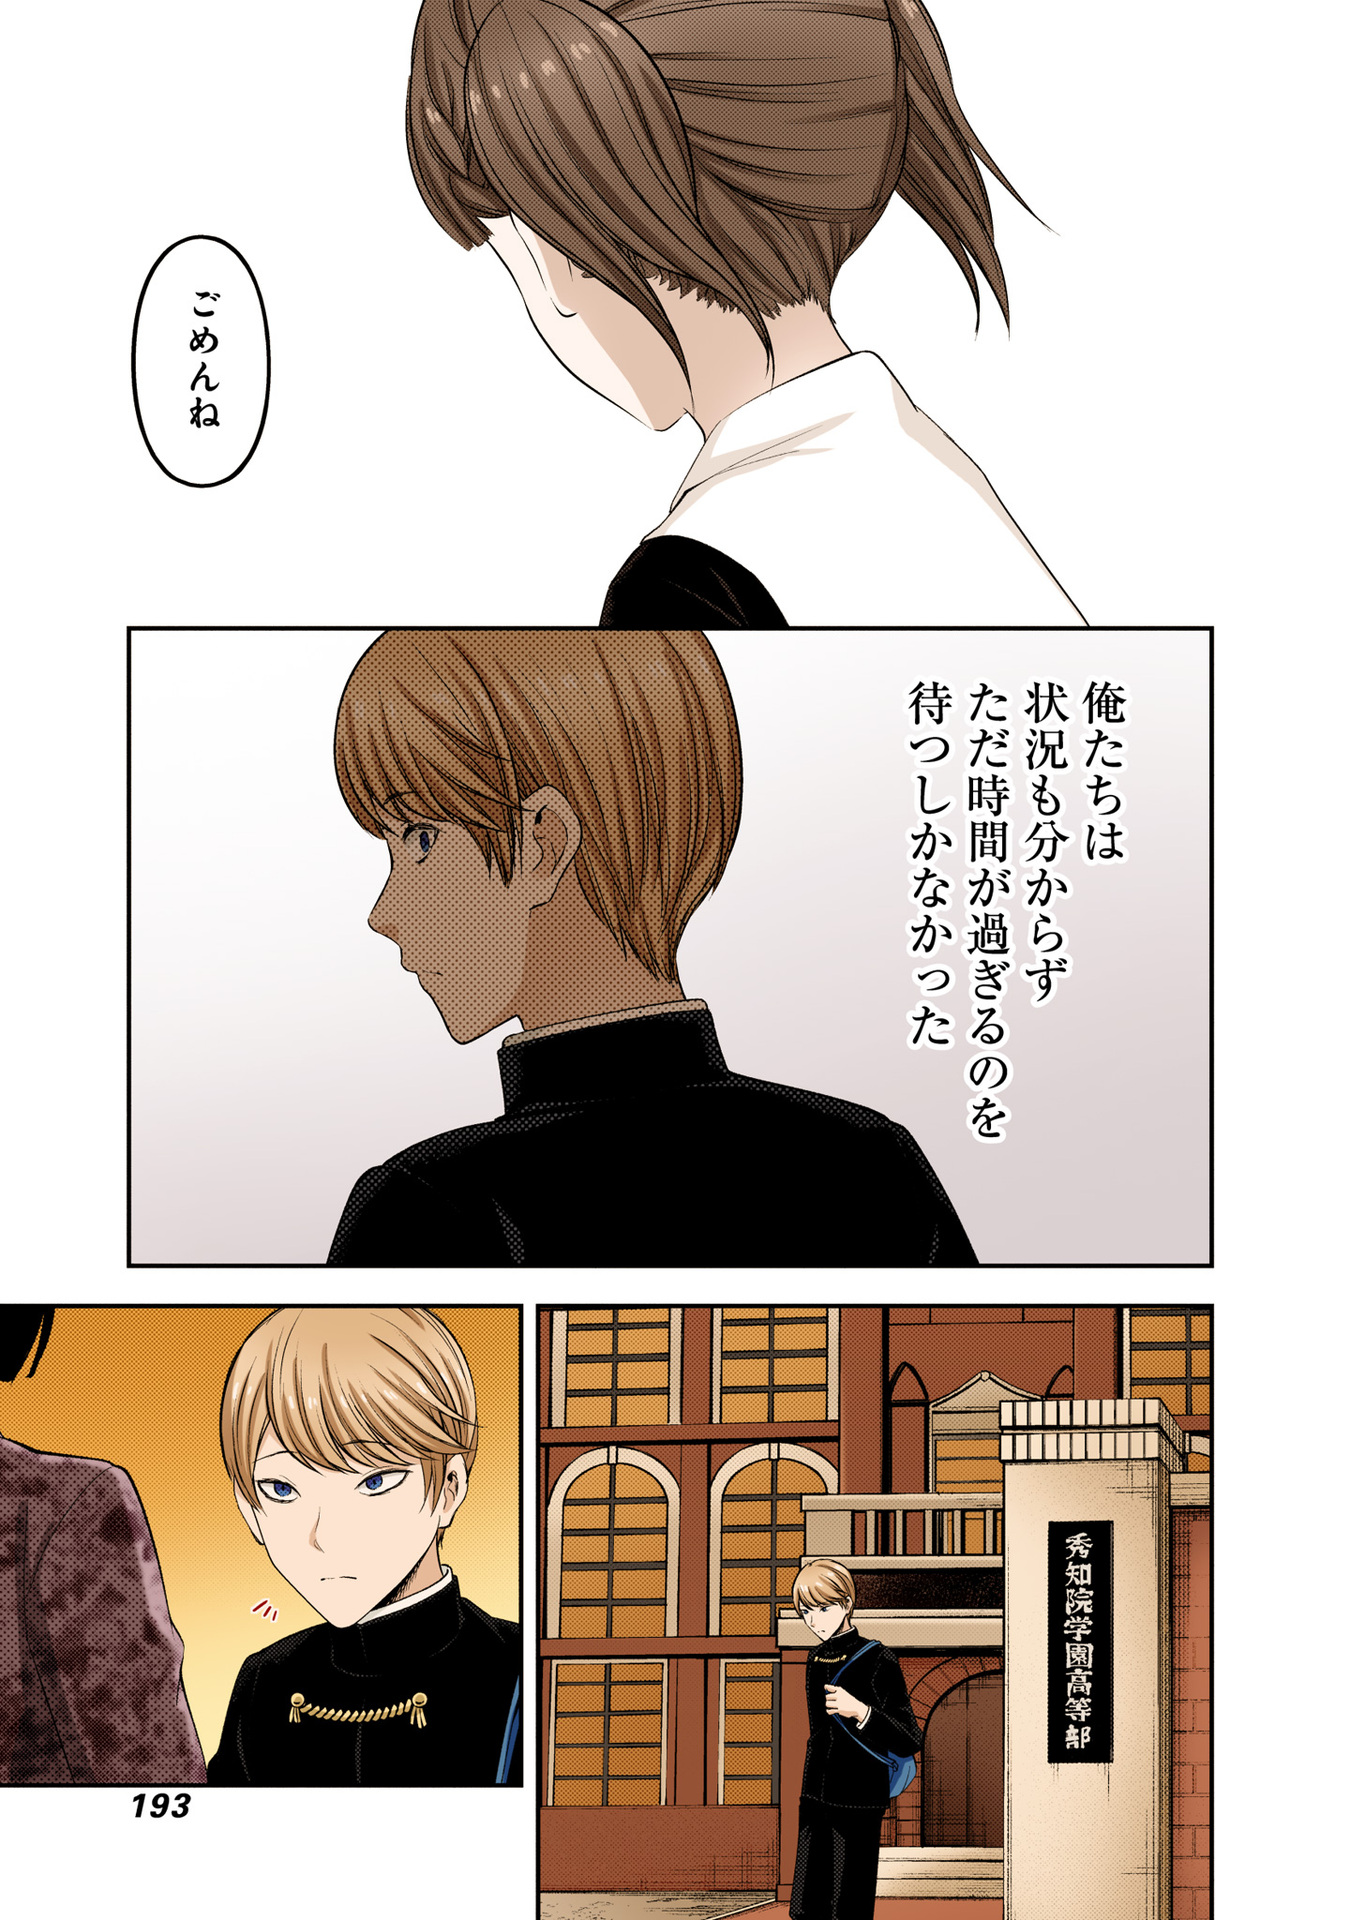 ごめんね
俺たちは
状況も分からず
ただ時間が過ぎるのを
待つしかなかった
秀知院学園高等部
193